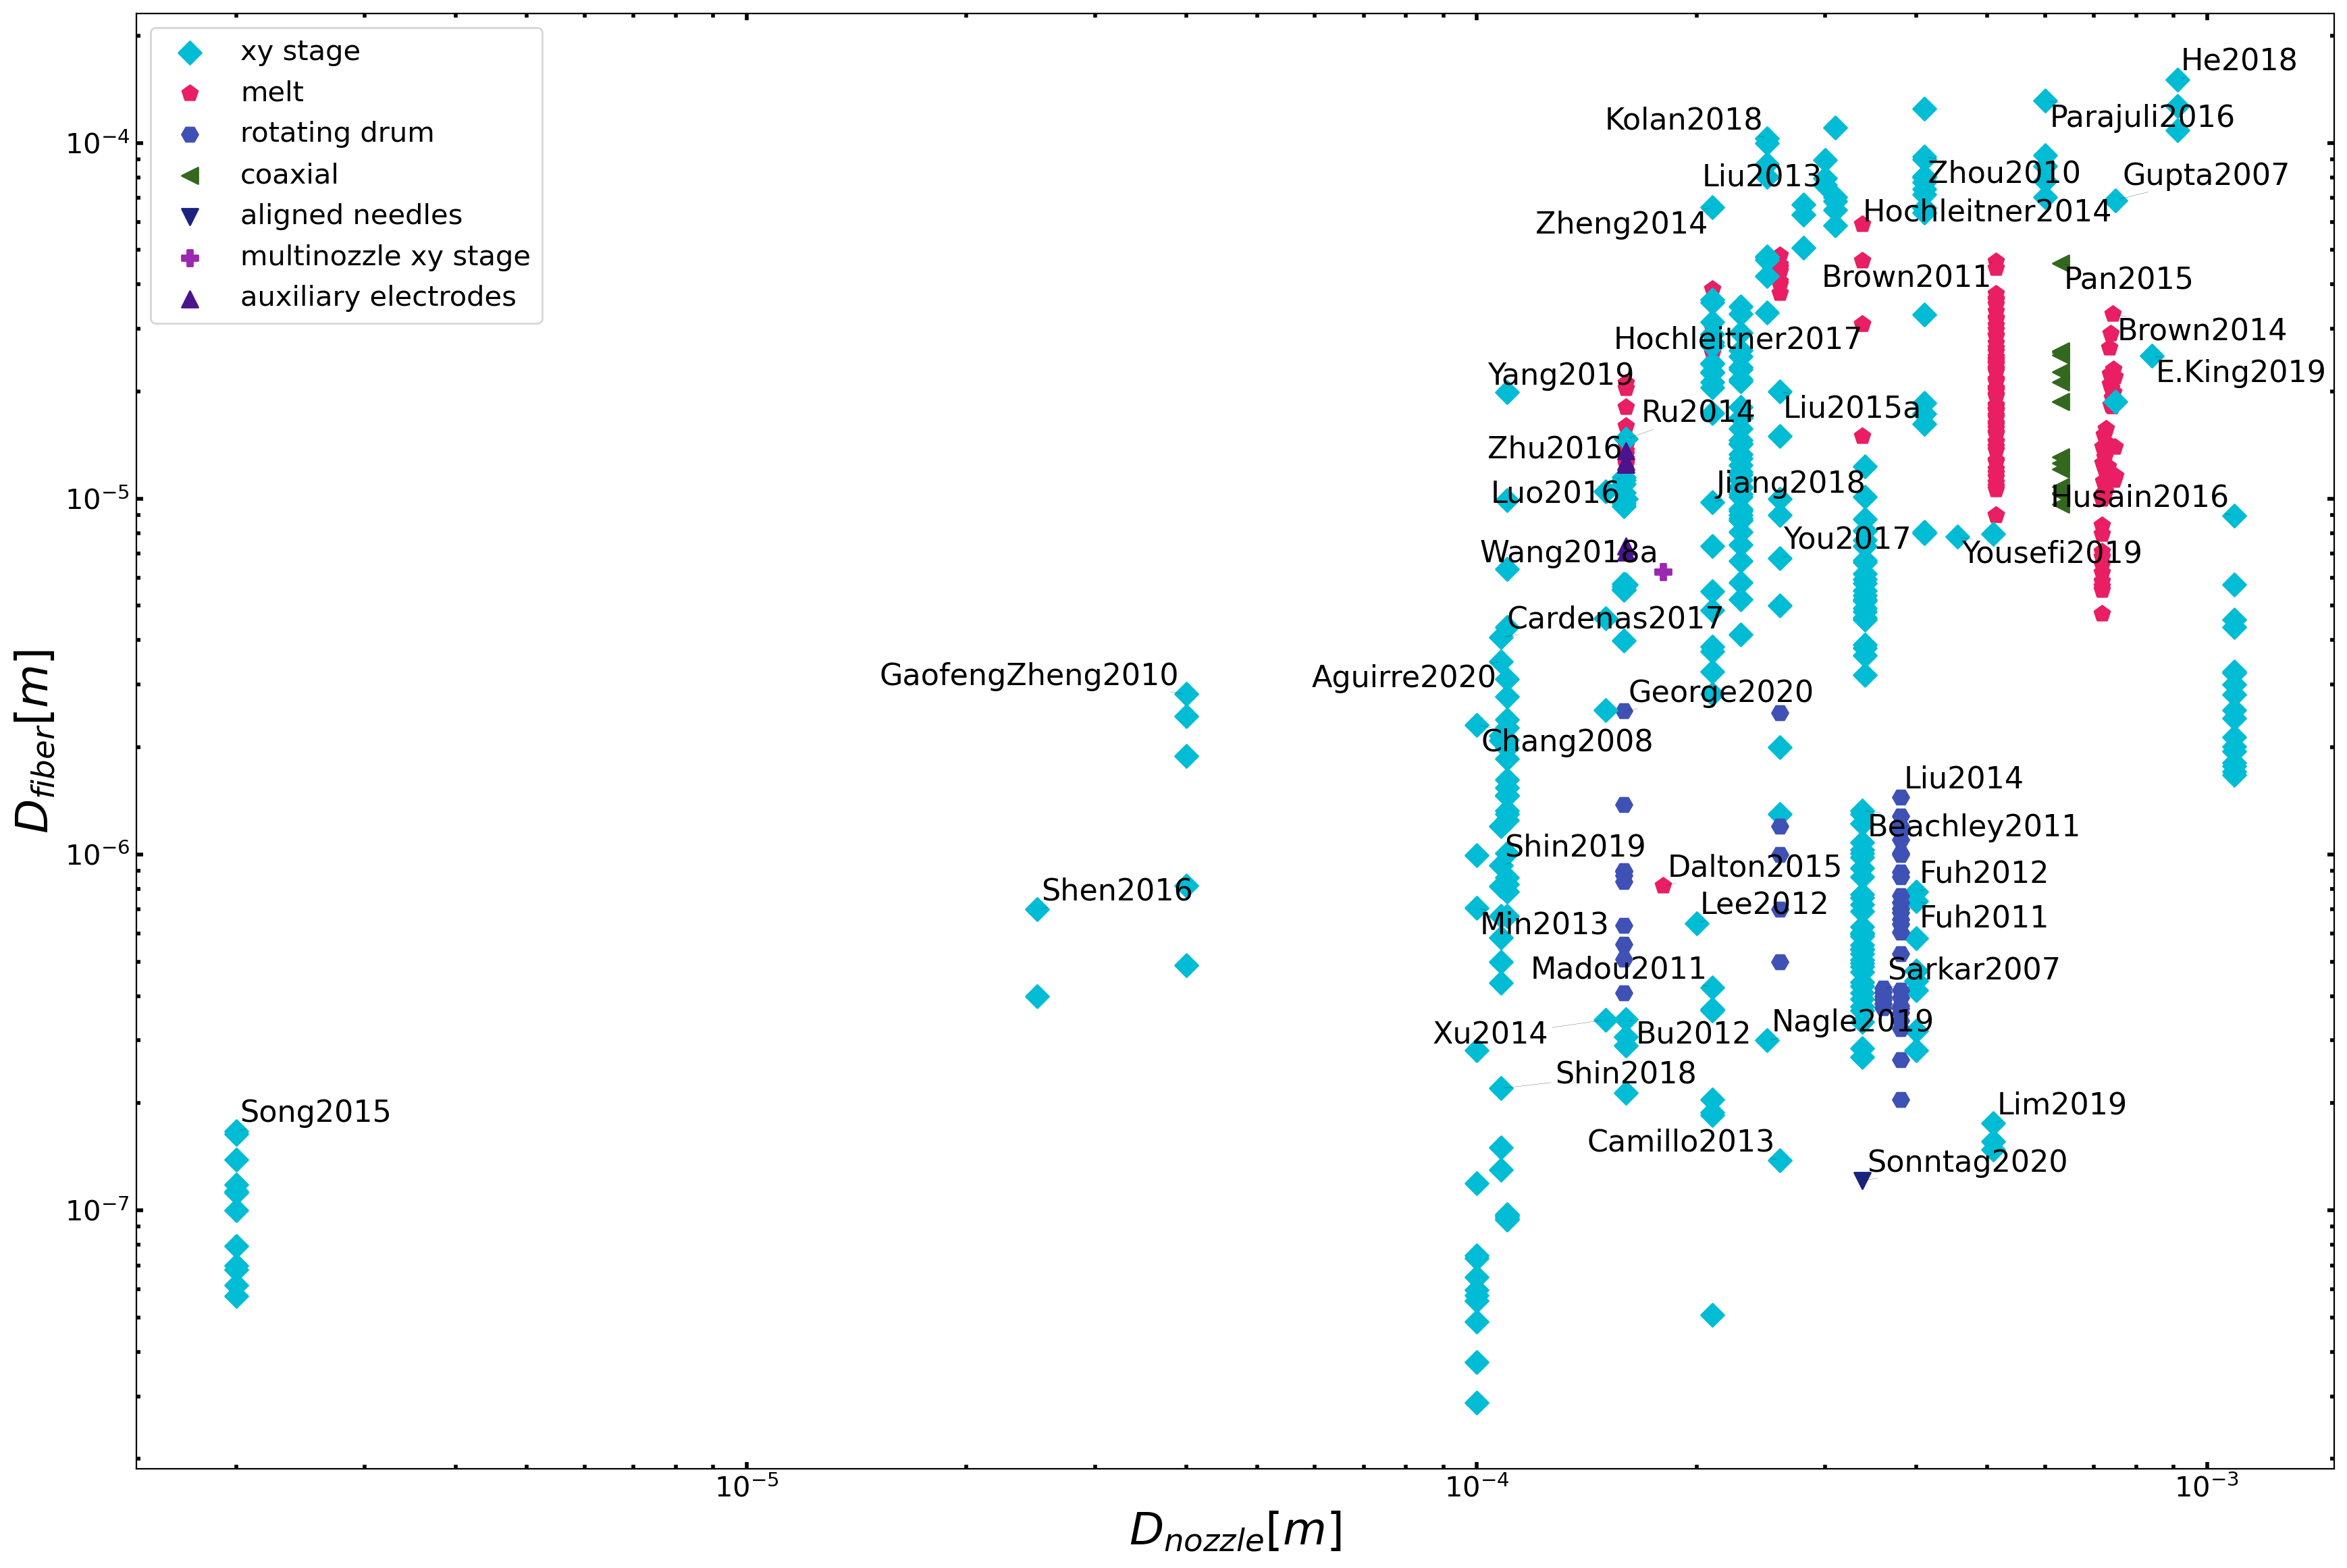 xy stage
melt
rotating drum
coaxial
aligned needles
multinozzle xy stage
auxiliary electrodes
He2018
Kolan2018
Parajuli2016
10⁻⁴
Liu2013
Zhou2010
Gupta2007
Zheng2014
Hochleitner2014
Brown2011
Pan2015
Hochleitner2017
Brown2014
Yang2019
E.King2019
Ru2014
Liu2015a
Zhu2016
Jiang2018
Luo2016
Husain2016
10⁻⁵
You2017
Wang2018a
Yousefi2019
Cardenas2017
GaofengZheng2010
Aguirre2020
George2020
Chang2008
D_fiber[m]
Liu2014
Beachley2011
10⁻⁶
Shin2019
Dalton2015
Fuh2012
Shen2016
Lee2012
Min2013
Fuh2011
Madou2011
Sarkar2007
Xu2014
Bu2012
Nagle2019
Shin2018
Song2015
Lim2019
Camillo2013
Sonntag2020
10⁻⁷
10⁻⁵
10⁻⁴
10⁻³
D_nozzle[m]